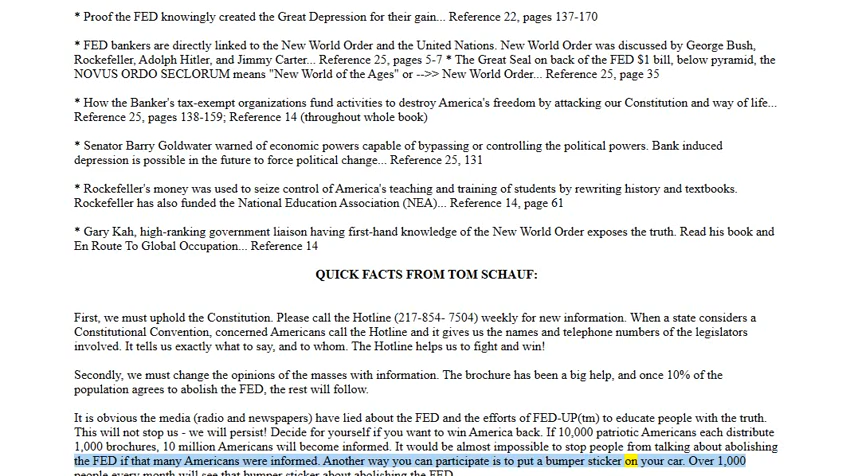 * Proof the FED knowingly created the Great Depression for their gain... Reference 22, pages 137-170
* FED bankers are directly linked to the New World Order and the United Nations. New World Order was discussed by George Bush,
Rockefeller, Adolph Hitler, and Jimmy Carter... Reference 25, pages 5-7 * The Great Seal on back of the FED $1 bill, below pyramid, the
NOVUS ORDO SECLORUM means "New World of the Ages" or -->> New World Order... Reference 25, page 35
* How the Banker's tax-exempt organizations fund activities to destroy America's freedom by attacking our Constitution and way of life...
Reference 25, pages 138-159; Reference 14 (throughout whole book)
* Senator Barry Goldwater warned of economic powers capable of bypassing or controlling the political powers. Bank induced
depression is possible in the future to force political change... Reference 25, 131
* Rockefeller's money was used to seize control of America's teaching and training of students by rewriting history and textbooks.
Rockefeller has also funded the National Education Association (NEA)... Reference 14, page 61
* Gary Kah, high-ranking government liaison having first-hand knowledge of the New World Order exposes the truth. Read his book and
En Route To Global Occupation... Reference 14
QUICK FACTS FROM TOM SCHAUF:
First, we must uphold the Constitution. Please call the Hotline (217-854- 7504) weekly for new information. When a state considers a
Constitutional Convention, concerned Americans call the Hotline and it gives us the names and telephone numbers of the legislators
involved. It tells us exactly what to say, and to whom. The Hotline helps us to fight and win!
Secondly, we must change the opinions of the masses with information. The brochure has been a big help, and once 10% of the
population agrees to abolish the FED, the rest will follow.
It is obvious the media (radio and newspapers) have lied about the FED and the efforts of FED-UP(tm) to educate people with the truth.
This will not stop us - we will persist! Decide for yourself if you want to win America back. If 10,000 patriotic Americans each distribute
1,000 brochures, 10 million Americans will become informed. It would be almost impossible to stop people from talking about abolishing
the FED if that many Americans were informed. Another way you can participate is to put a bumper sticker on your car. Over 1,000
people every month will see that bumper sticker about abolishing the FED